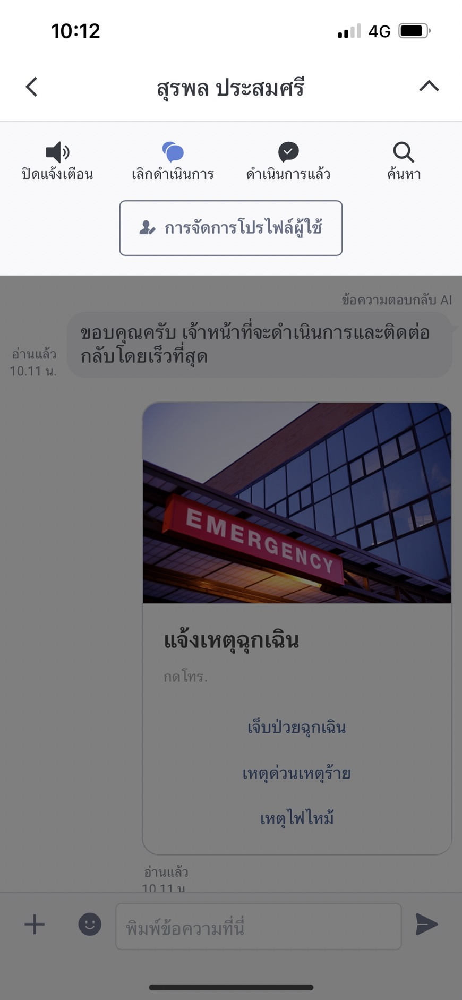 10:12
4G
สุรพล ประสมศรี
ปิดแจ้งเตือน
เลิกดำเนินการ
ดำเนินการแล้ว
ค้นหา
การจัดการโปรไฟล์ผู้ใช้
ข้อความตอบกลับ AI
ขอบคุณครับ เจ้าหน้าที่จะดำเนินการและติดต่อ
กลับโดยเร็วที่สุด
อ่านแล้ว
10.11 น.
EMERGENCY
แจ้งเหตุฉุกเฉิน
กดโทร.
เจ็บป่วยฉุกเฉิน
เหตุด่วนเหตุร้าย
เหตุไฟไหม้
อ่านแล้ว
10.11 น.
พิมพ์ข้อความที่นี่